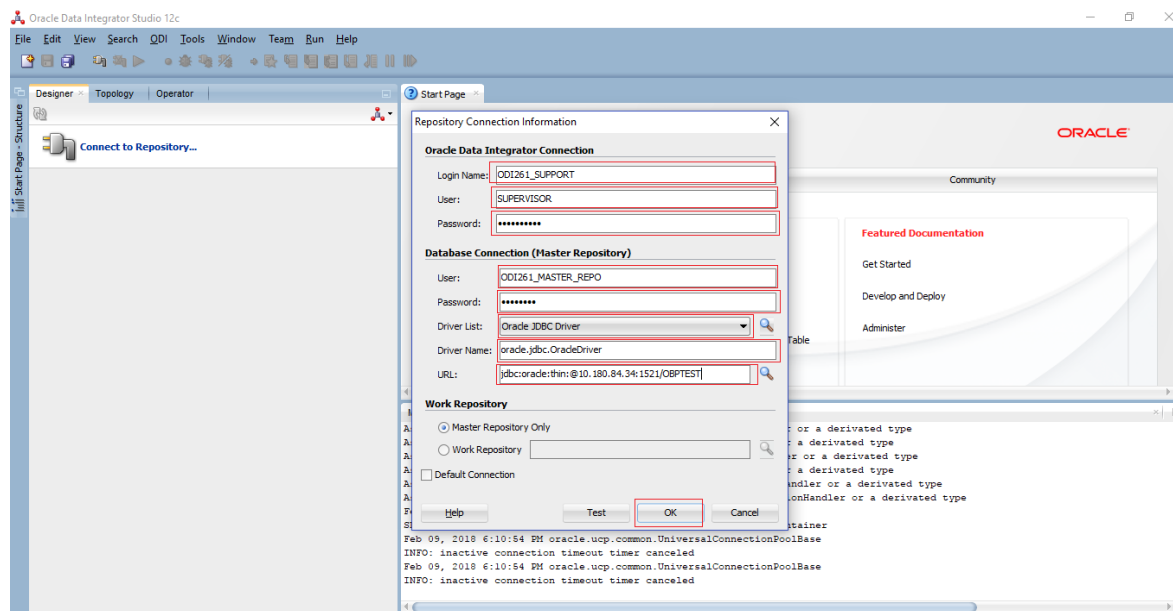 Oracle Data Integrator Studio 12c
File Edit View Search ODI Tools Window Team Run Help
Designer Topology Operator
Start Page
Start Page - Structure
Connect to Repository...
ORACLE
Community
Featured Documentation
Get Started
Develop and Deploy
Administer
Table
Repository Connection Information
Oracle Data Integrator Connection
Login Name: ODI261_SUPPORT
User: SUPERVISOR
Password: ••••••••••
Database Connection (Master Repository)
User: ODI261_MASTER_REPO
Password: ••••••••
Driver List: Oracle JDBC Driver
Driver Name: oracle.jdbc.OracleDriver
URL: jdbc:oracle:thin:@10.180.84.34:1521/OBPTEST
Work Repository
Master Repository Only
Work Repository
Default Connection
Help Test OK Cancel
or a derivated type
a derivated type
er or a derivated type
a derivated type
andler or a derivated type
onHandler or a derivated type
ntainer
Feb 09, 2018 6:10:54 PM oracle.ucp.common.UniversalConnectionPoolBase
INFO: inactive connection timeout timer canceled
Feb 09, 2018 6:10:54 PM oracle.ucp.common.UniversalConnectionPoolBase
INFO: inactive connection timeout timer canceled